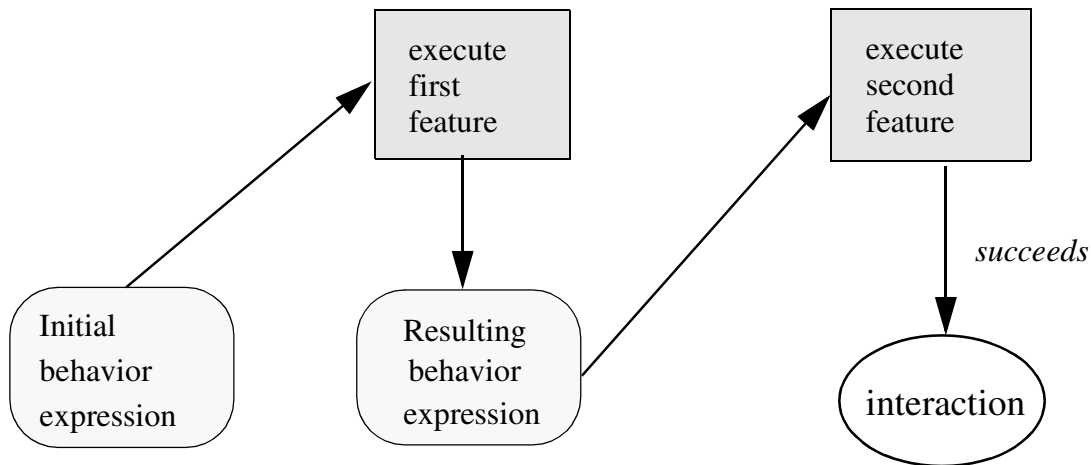 execute
first
feature
execute
second
feature
succeeds
Initial
behavior
expression
Resulting
behavior
expression
interaction